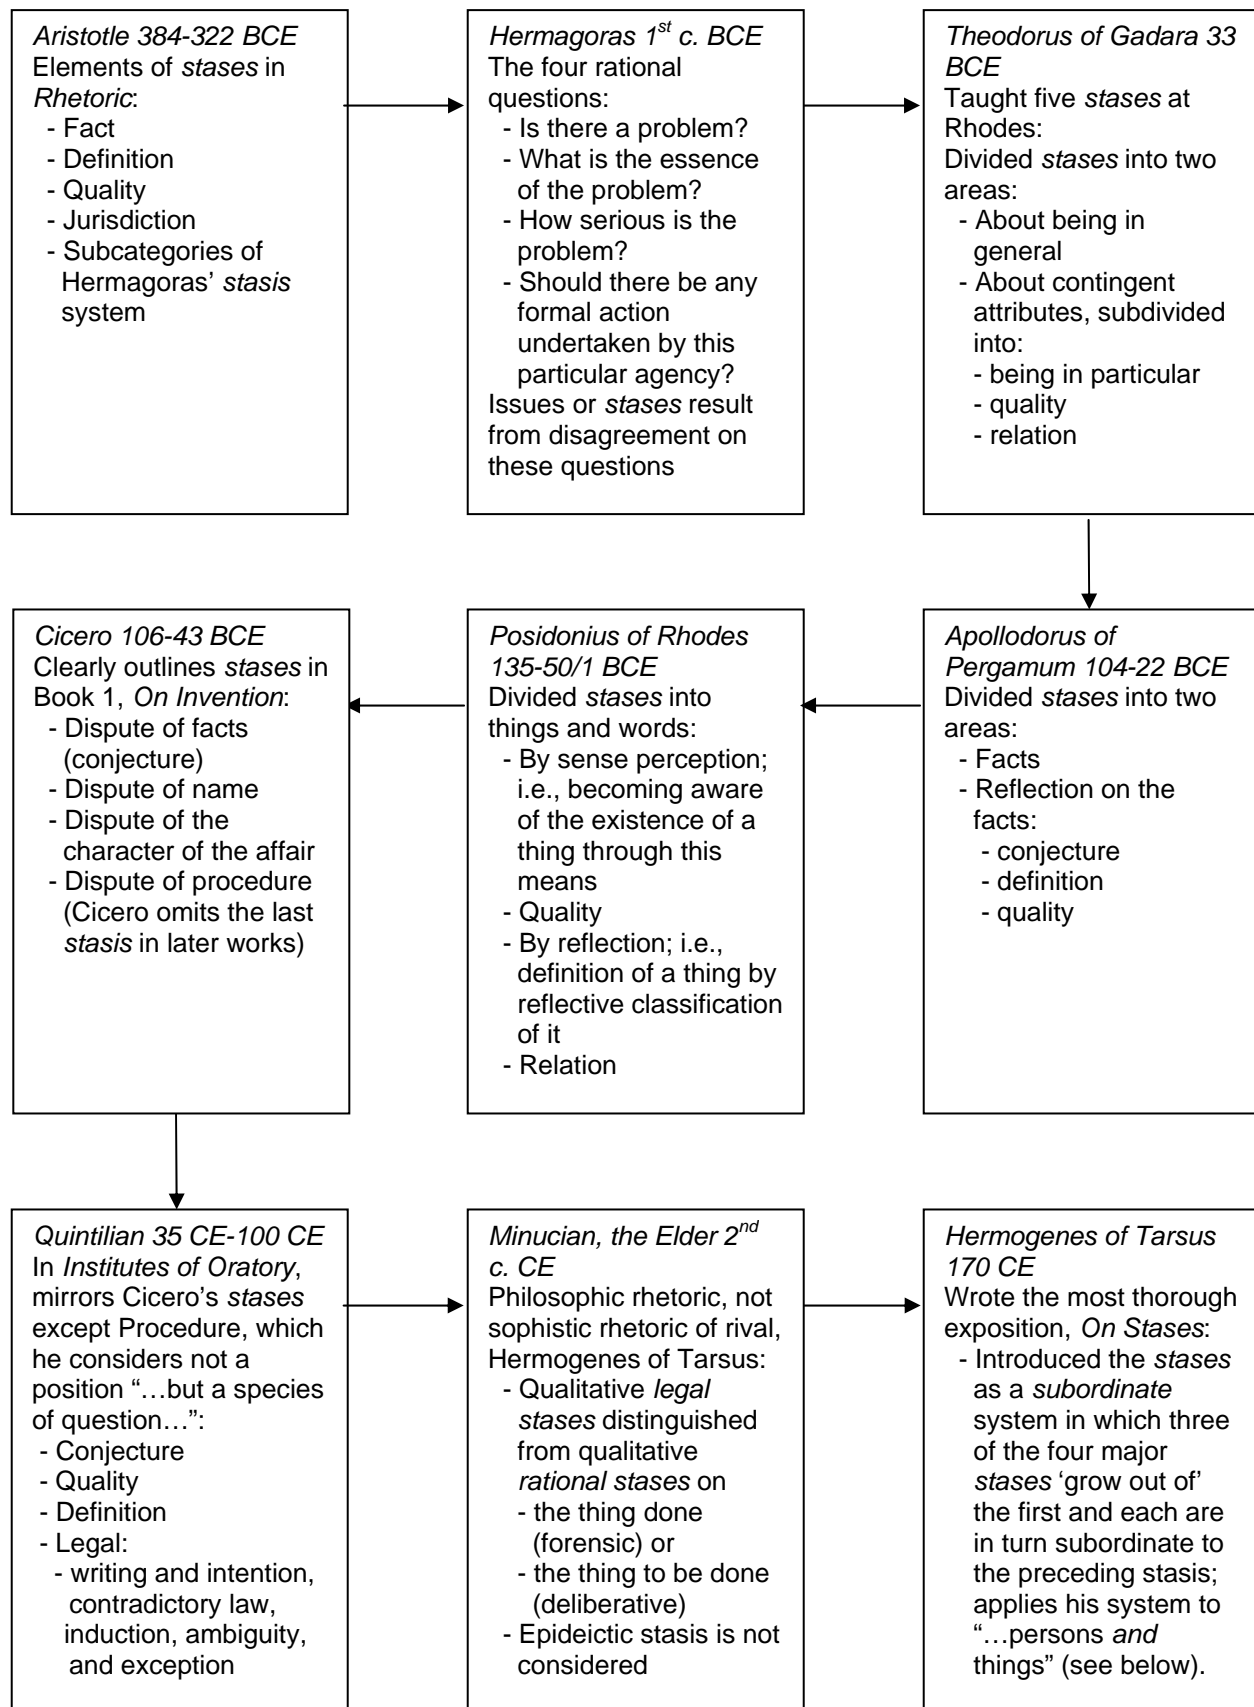 Aristotle 384-322 BCE
Elements of stases in
Rhetoric:
- Fact
- Definition
- Quality
- Jurisdiction
- Subcategories of
Hermagoras’ stasis
system
Hermagoras 1st c. BCE
The four rational
questions:
- Is there a problem?
- What is the essence
of the problem?
- How serious is the
problem?
- Should there be any
formal action
undertaken by this
particular agency?
Issues or stases result
from disagreement on
these questions
Theodorus of Gadara 33
BCE
Taught five stases at
Rhodes:
Divided stases into two
areas:
- About being in
general
- About contingent
attributes, subdivided
into:
- being in particular
- quality
- relation
Apollodorus of
Pergamum 104-22 BCE
Divided stases into two
areas:
- Facts
- Reflection on the
facts:
- conjecture
- definition
- quality
Posidonius of Rhodes
135-50/1 BCE
Divided stases into
things and words:
- By sense perception;
i.e., becoming aware
of the existence of a
thing through this
means
- Quality
- By reflection; i.e.,
definition of a thing by
reflective classification
of it
- Relation
Cicero 106-43 BCE
Clearly outlines stases in
Book 1, On Invention:
- Dispute of facts
(conjecture)
- Dispute of name
- Dispute of the
character of the affair
- Dispute of procedure
(Cicero omits the last
stasis in later works)
Quintilian 35 CE-100 CE
In Institutes of Oratory,
mirrors Cicero’s stases
except Procedure, which
he considers not a
position “…but a species
of question…”:
- Conjecture
- Quality
- Definition
- Legal:
- writing and intention,
contradictory law,
induction, ambiguity,
and exception
Minucian, the Elder 2nd
c. CE
Philosophic rhetoric, not
sophistic rhetoric of rival,
Hermogenes of Tarsus:
- Qualitative legal
stases distinguished
from qualitative
rational stases on
- the thing done
(forensic) or
- the thing to be done
(deliberative)
- Epideictic stasis is not
considered
Hermogenes of Tarsus
170 CE
Wrote the most thorough
exposition, On Stases:
- Introduced the stases
as a subordinate
system in which three
of the four major
stases ‘grow out of’
the first and each are
in turn subordinate to
the preceding stasis;
applies his system to
“…persons and
things” (see below).